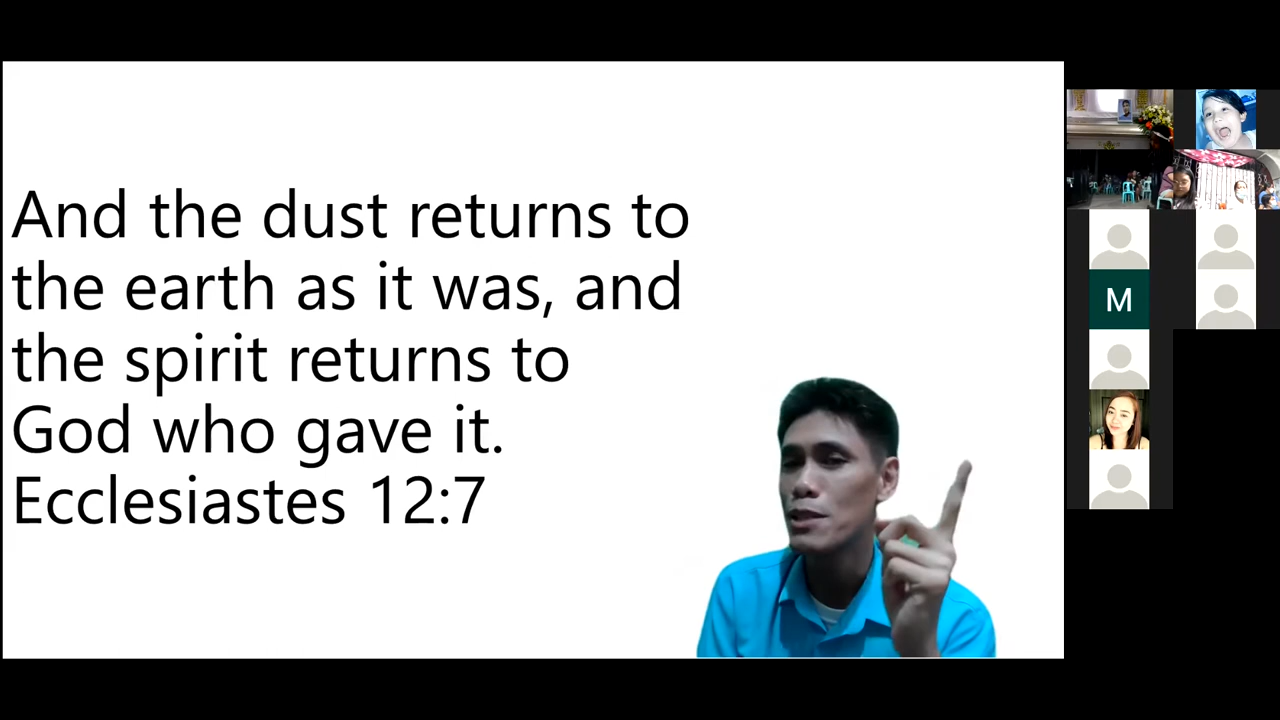 And the dust returns to
the earth as it was, and
the spirit returns to
God who gave it.
Ecclesiastes 12:7
M